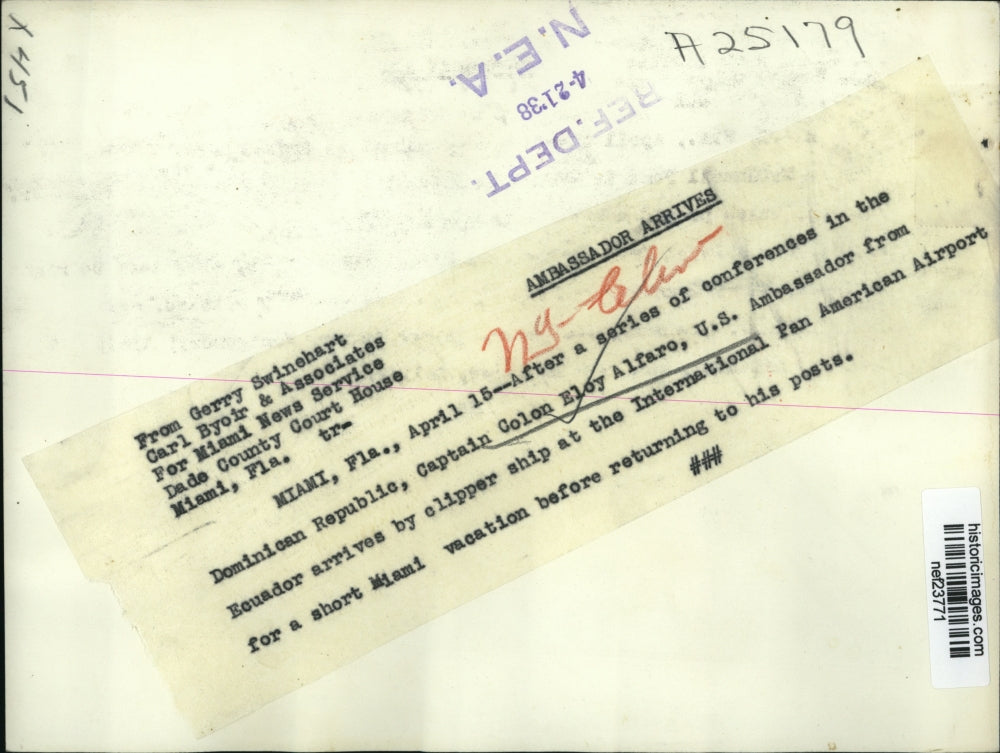 X 451
A25179
N.E.A.
4-21'38
REF. DEPT.
AMBASSADOR ARRIVES
From Gerry Swinehart
Carl Byoir & Associates
For Miami News Service
Dade County Court House
Miami, Fla. tr-
MIAMI, Fla., April 15--After a series of conferences in the
Dominican Republic, Captain Colon Eloy Alfaro, U.S. Ambassador from
Ecuador arrives by clipper ship at the International Pan American Airport
for a short Miami vacation before returning to his posts.
###
historicimages.com
nef23771